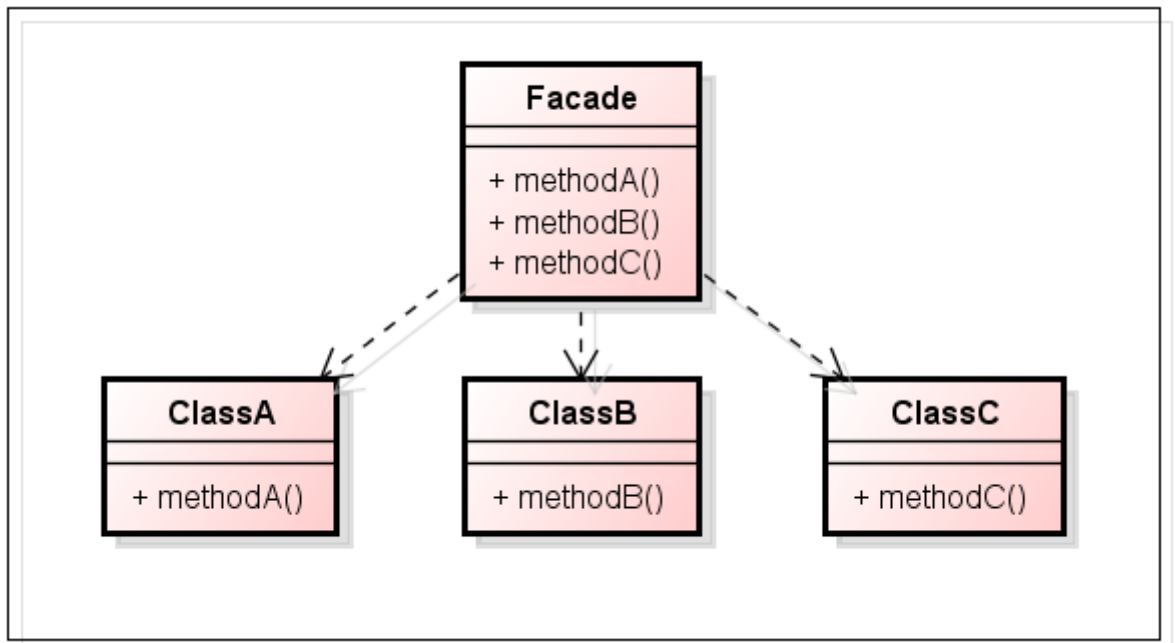 Facade
+ methodA()
+ methodB()
+ methodC()
ClassA
+ methodA()
ClassB
+ methodB()
ClassC
+ methodC()